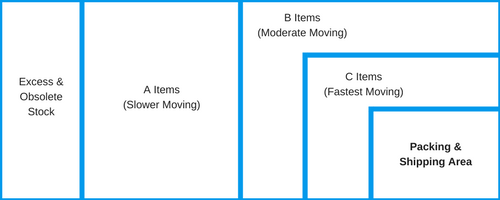 Excess &
Obsolete
Stock
A Items
(Slower Moving)
B Items
(Moderate Moving)
C Items
(Fastest Moving)
Packing &
Shipping Area